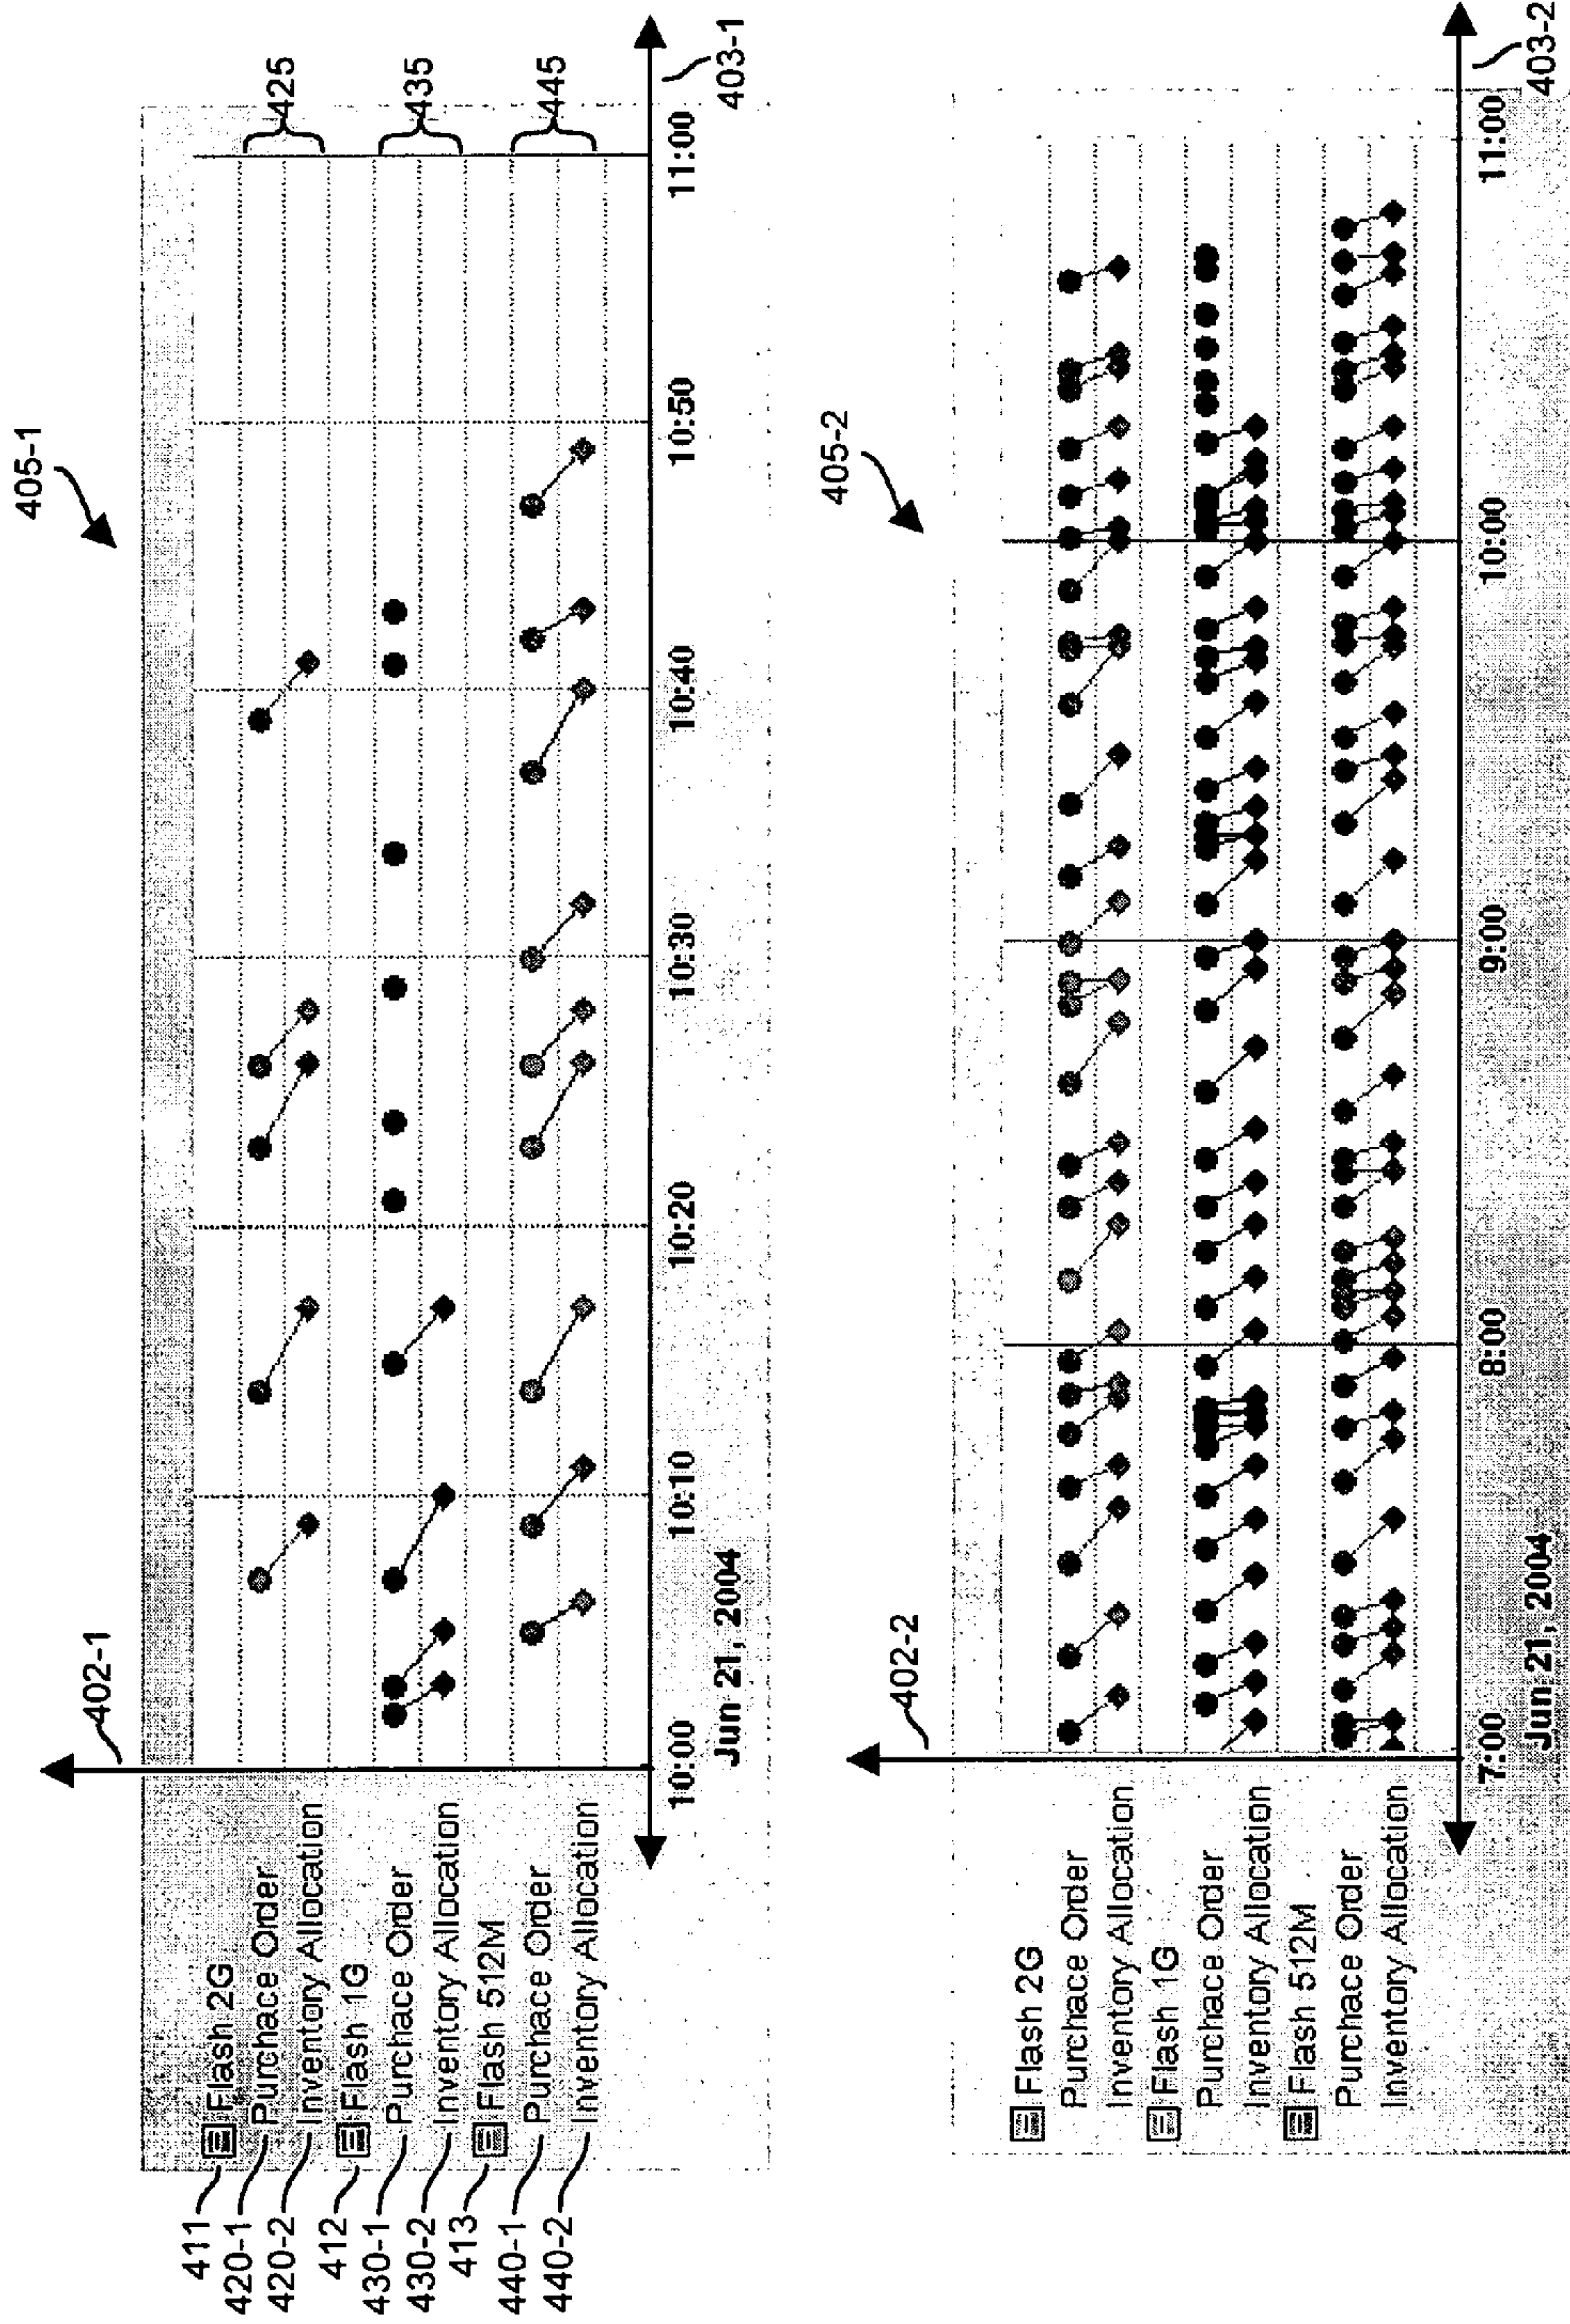 405-1
402-1
411
Flash 2G
420-1
Purchace Order
420-2
Inventory Allocation
425
412
Flash 1G
430-1
Purchace Order
430-2
Inventory Allocation
435
413
Flash 512M
440-1
Purchace Order
440-2
Inventory Allocation
445
10:00 10:10 10:20 10:30 10:40 10:50 11:00
403-1
Jun 21, 2004
405-2
402-2
Flash 2G
Purchace Order
Inventory Allocation
Flash 1G
Purchace Order
Inventory Allocation
Flash 512M
Purchace Order
Inventory Allocation
7:00 8:00 9:00 10:00 11:00
403-2
Jun 21, 2004